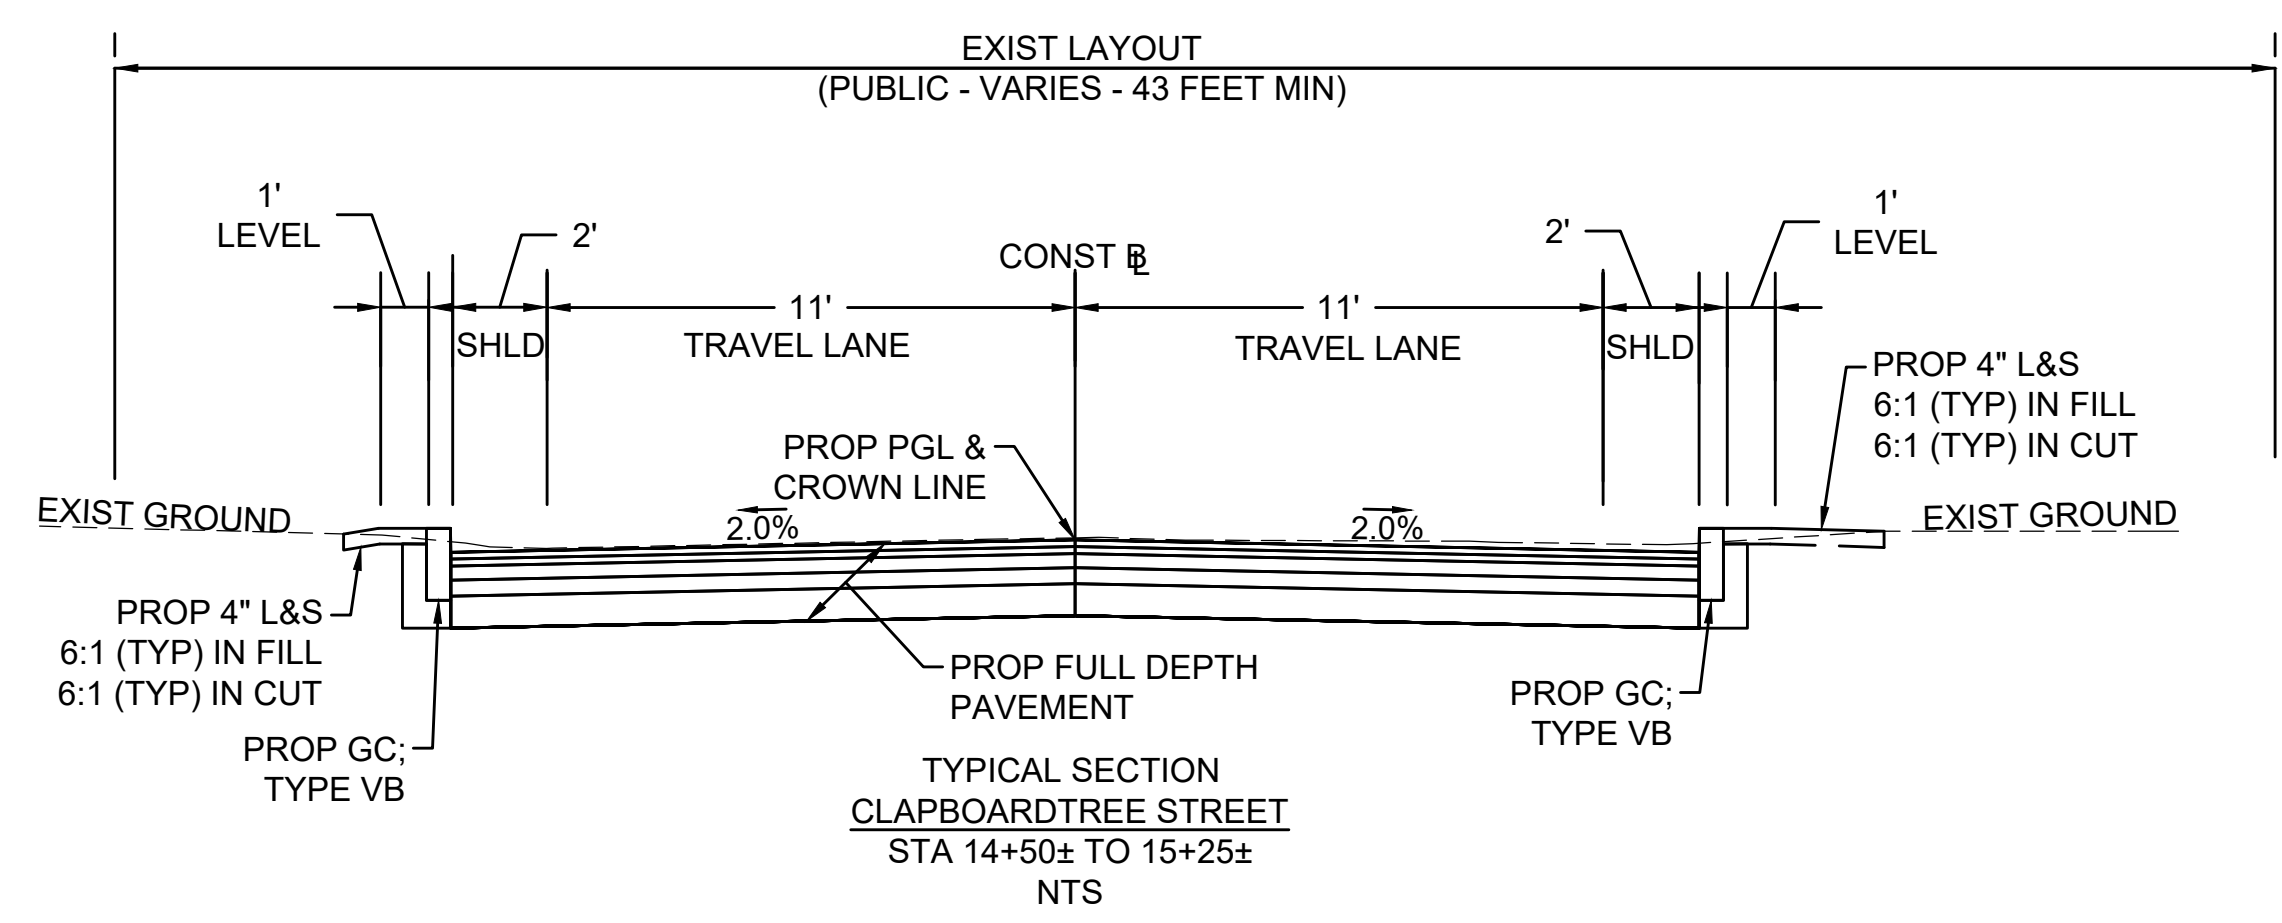 EXIST LAYOUT
(PUBLIC - VARIES - 43 FEET MIN)
1'
LEVEL
2'
CONST BL
2'
1'
LEVEL
11'
11'
SHLD
TRAVEL LANE
TRAVEL LANE
SHLD
PROP 4" L&S
6:1 (TYP) IN FILL
6:1 (TYP) IN CUT
PROP PGL &
CROWN LINE
EXIST GROUND
2.0%
2.0%
EXIST GROUND
PROP 4" L&S
6:1 (TYP) IN FILL
6:1 (TYP) IN CUT
PROP GC;
TYPE VB
PROP FULL DEPTH
PAVEMENT
PROP GC;
TYPE VB
TYPICAL SECTION
CLAPBOARDTREE STREET
STA 14+50± TO 15+25±
NTS